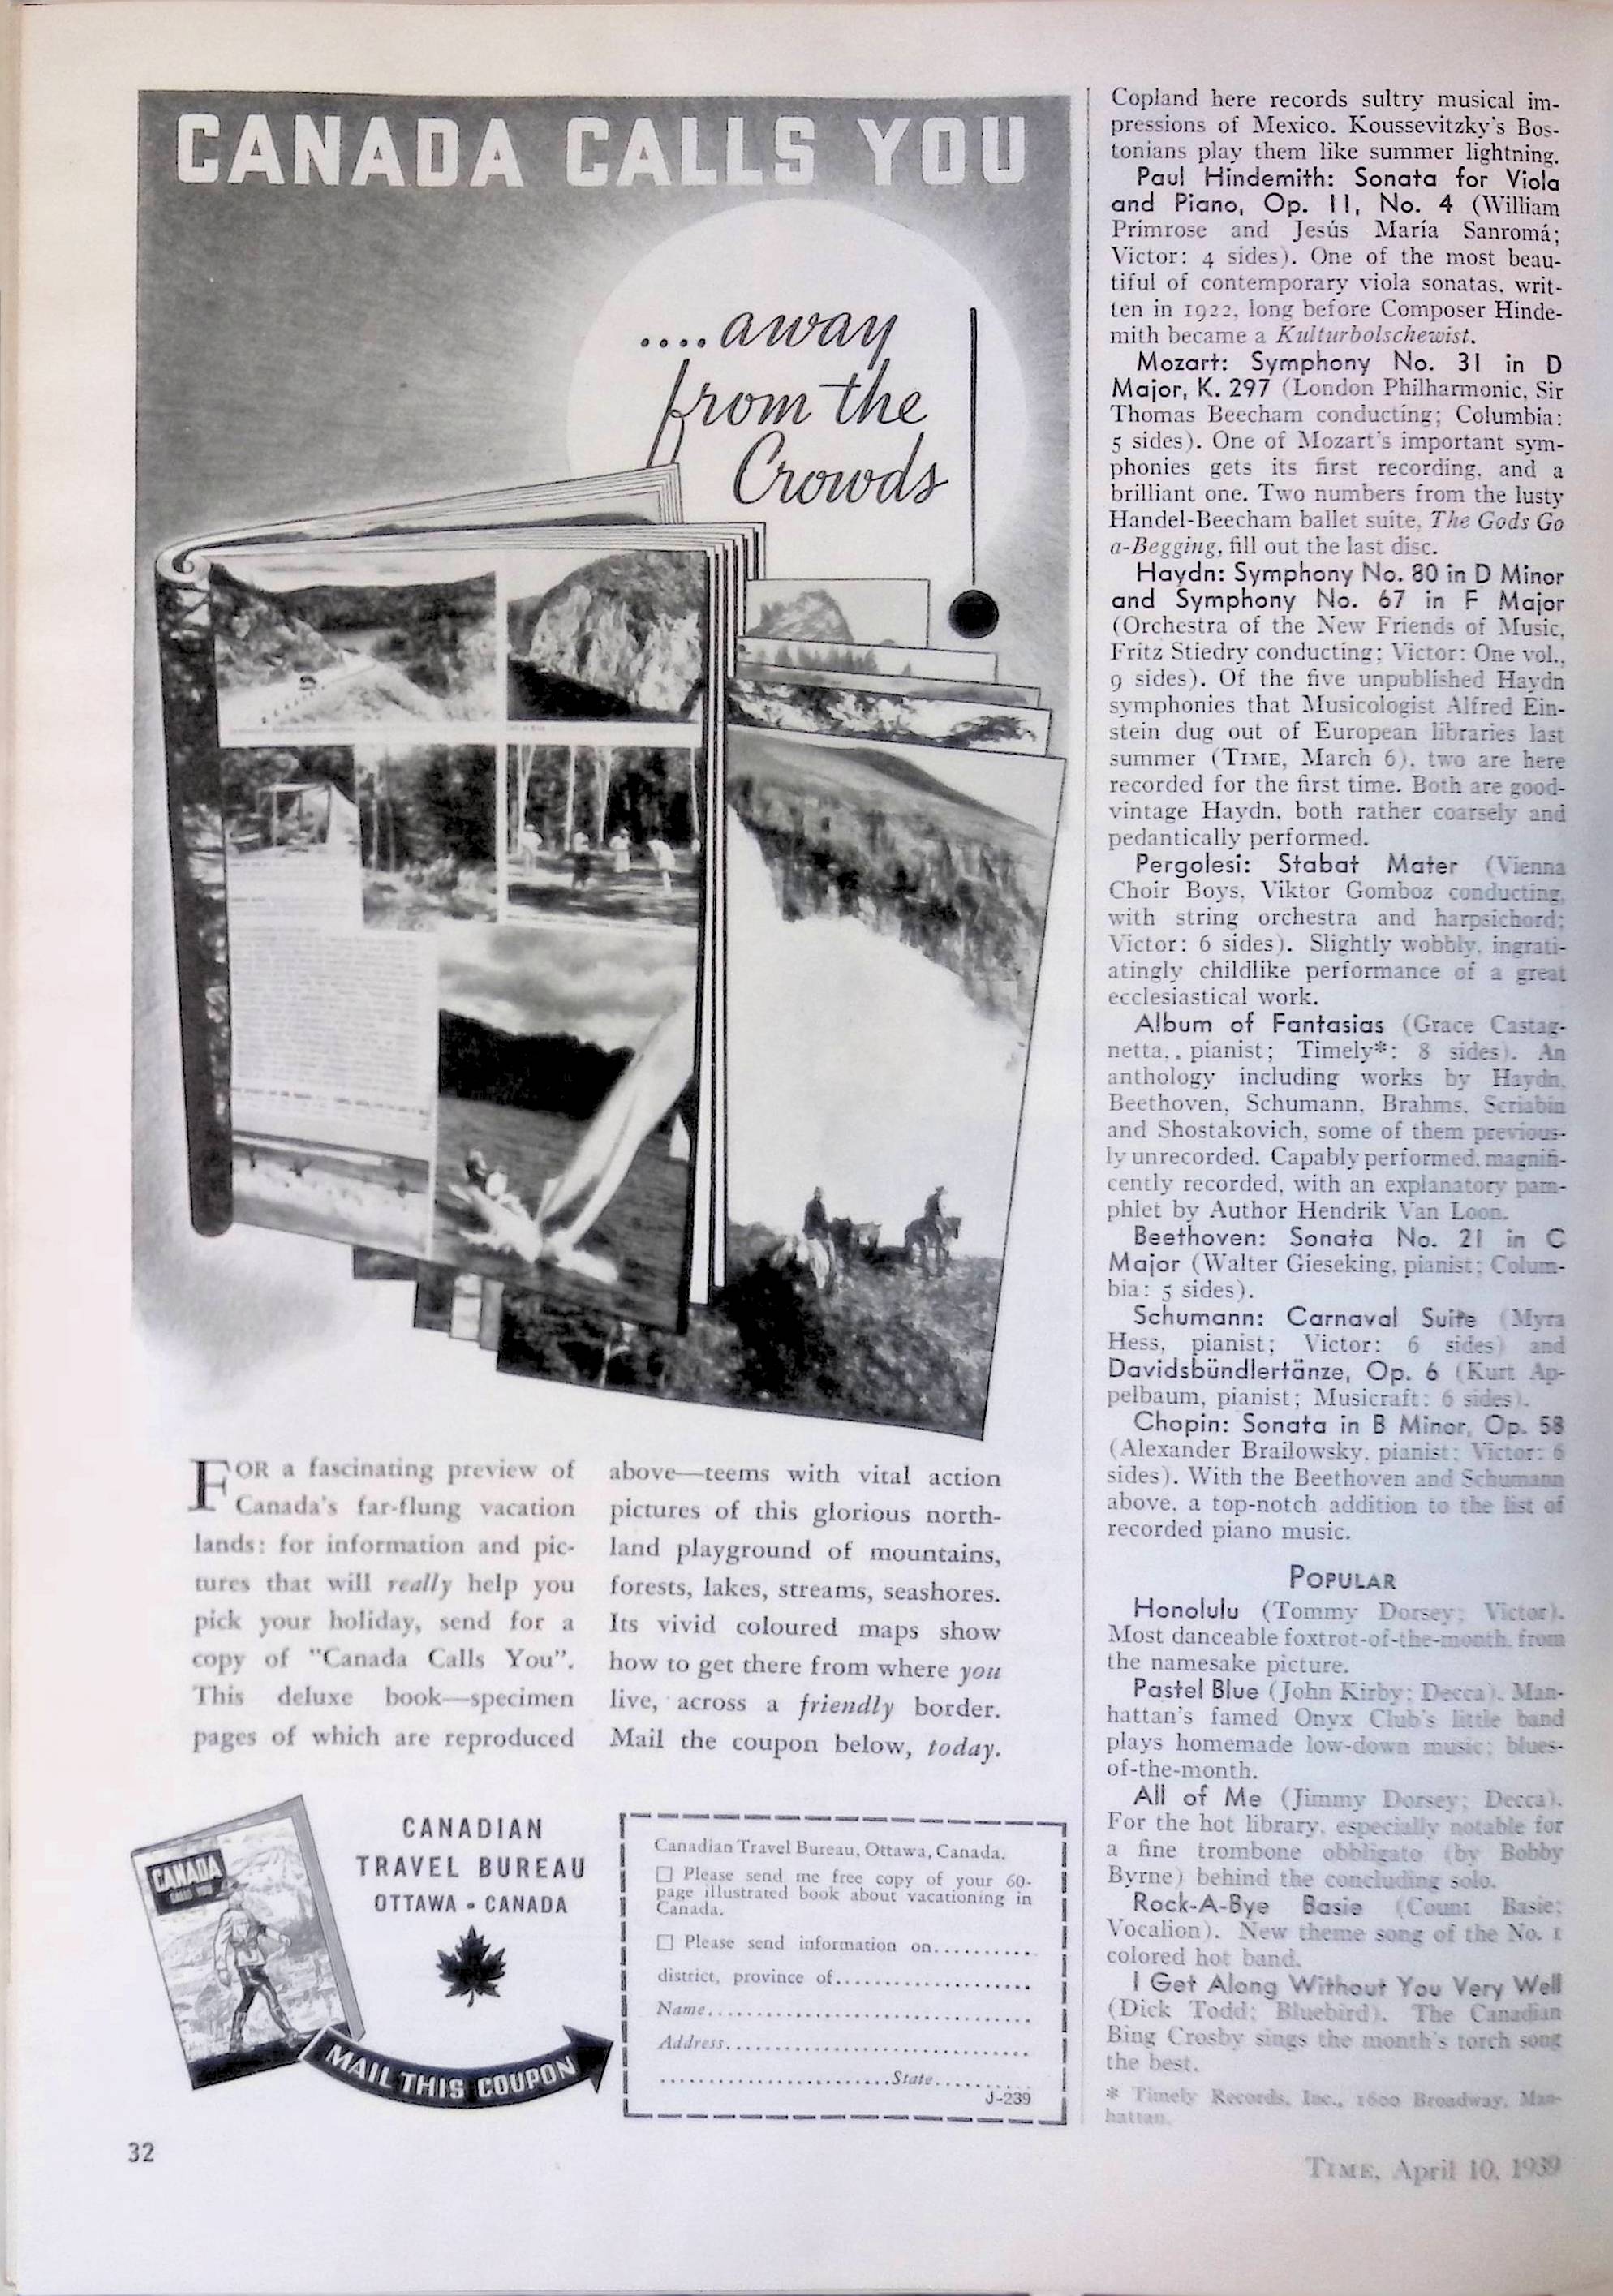 CANADA CALLS YOU
....away
from the
Crowds
FOR a fascinating preview of
Canada's far-flung vacation
lands: for information and pic-
tures that will really help you
pick your holiday, send for a
copy of "Canada Calls You".
This deluxe book—specimen
pages of which are reproduced
above—teems with vital action
pictures of this glorious north-
land playground of mountains,
forests, lakes, streams, seashores.
Its vivid coloured maps show
how to get there from where you
live, across a friendly border.
Mail the coupon below, today.
CANADA
CALLS YOU
CANADIAN
TRAVEL BUREAU
OTTAWA - CANADA
MAIL THIS COUPON
Canadian Travel Bureau, Ottawa, Canada.
☐ Please send me free copy of your 60-
page illustrated book about vacationing in
Canada.
☐ Please send information on..........
district, province of....................
Name.................................
Address...............................
........................State..........
J-239
32
Copland here records sultry musical im-
pressions of Mexico. Koussevitzky's Bos-
tonians play them like summer lightning.
Paul Hindemith: Sonata for Viola
and Piano, Op. 11, No. 4 (William
Primrose and Jesús María Sanromá;
Victor: 4 sides). One of the most beau-
tiful of contemporary viola sonatas, writ-
ten in 1922, long before Composer Hinde-
mith became a Kulturbolschewist.
Mozart: Symphony No. 31 in D
Major, K. 297 (London Philharmonic, Sir
Thomas Beecham conducting; Columbia:
5 sides). One of Mozart's important sym-
phonies gets its first recording, and a
brilliant one. Two numbers from the lusty
Handel-Beecham ballet suite, The Gods Go
a-Begging, fill out the last disc.
Haydn: Symphony No. 80 in D Minor
and Symphony No. 67 in F Major
(Orchestra of the New Friends of Music,
Fritz Stiedry conducting; Victor: One vol.,
9 sides). Of the five unpublished Haydn
symphonies that Musicologist Alfred Ein-
stein dug out of European libraries last
summer (TIME, March 6), two are here
recorded for the first time. Both are good-
vintage Haydn, both rather coarsely and
pedantically performed.
Pergolesi: Stabat Mater (Vienna
Choir Boys, Viktor Gomboz conducting,
with string orchestra and harpsichord;
Victor: 6 sides). Slightly wobbly, ingrati-
atingly childlike performance of a great
ecclesiastical work.
Album of Fantasias (Grace Castag-
netta,, pianist; Timely*: 8 sides). An
anthology including works by Haydn,
Beethoven, Schumann, Brahms, Scriabin
and Shostakovich, some of them previous-
ly unrecorded. Capably performed, magnifi-
cently recorded, with an explanatory pam-
phlet by Author Hendrik Van Loon.
Beethoven: Sonata No. 21 in C
Major (Walter Gieseking, pianist; Colum-
bia: 5 sides).
Schumann: Carnaval Suite (Myra
Hess, pianist; Victor: 6 sides) and
Davidsbündlertänze, Op. 6 (Kurt Ap-
pelbaum, pianist; Musicraft: 6 sides).
Chopin: Sonata in B Minor, Op. 58
(Alexander Brailowsky, pianist; Victor: 6
sides). With the Beethoven and Schumann
above, a top-notch addition to the list of
recorded piano music.
POPULAR
Honolulu (Tommy Dorsey; Victor).
Most danceable foxtrot-of-the-month, from
the namesake picture.
Pastel Blue (John Kirby; Decca). Man-
hattan's famed Onyx Club's little band
plays homemade low-down music; blues-
of-the-month.
All of Me (Jimmy Dorsey; Decca).
For the hot library, especially notable for
a fine trombone obbligato (by Bobby
Byrne) behind the concluding solo.
Rock-A-Bye Basie (Count Basie;
Vocalion). New theme song of the No. 1
colored hot band.
I Get Along Without You Very Well
(Dick Todd; Bluebird). The Canadian
Bing Crosby sings the month's torch song
the best.
* Timely Records, Inc., 1600 Broadway, Man-
hattan.
TIME, April 10, 1939